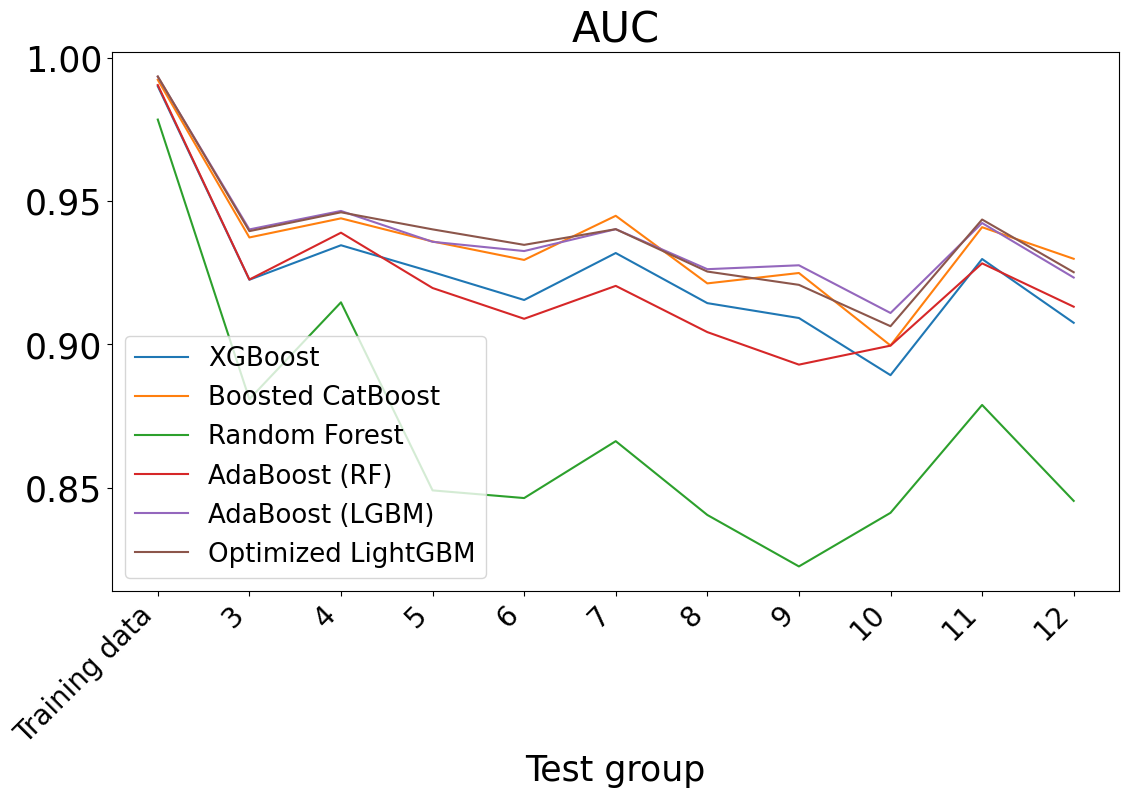 AUC
1.00
0.95
0.90
0.85
XGBoost
Boosted CatBoost
Random Forest
AdaBoost (RF)
AdaBoost (LGBM)
Optimized LightGBM
Training data
3
4
5
6
7
8
9
10
11
12
Test group